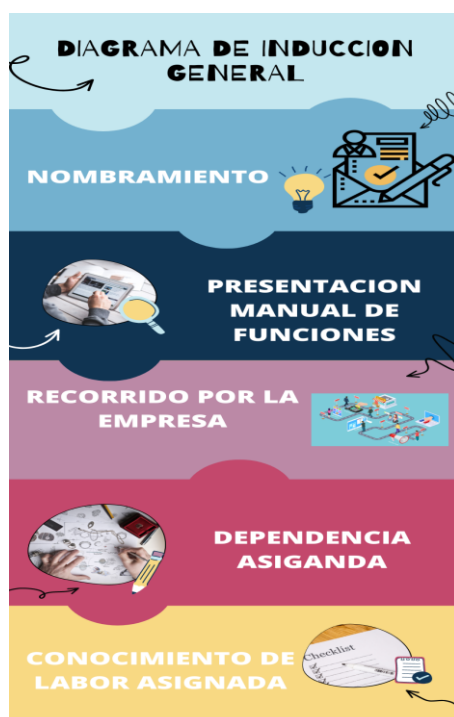 DIAGRAMA DE INDUCCION
GENERAL
NOMBRAMIENTO
PRESENTACION
MANUAL DE
FUNCIONES
RECORRIDO POR LA
EMPRESA
DEPENDENCIA
ASIGANDA
Checklist
CONOCIMIENTO DE
LABOR ASIGNADA